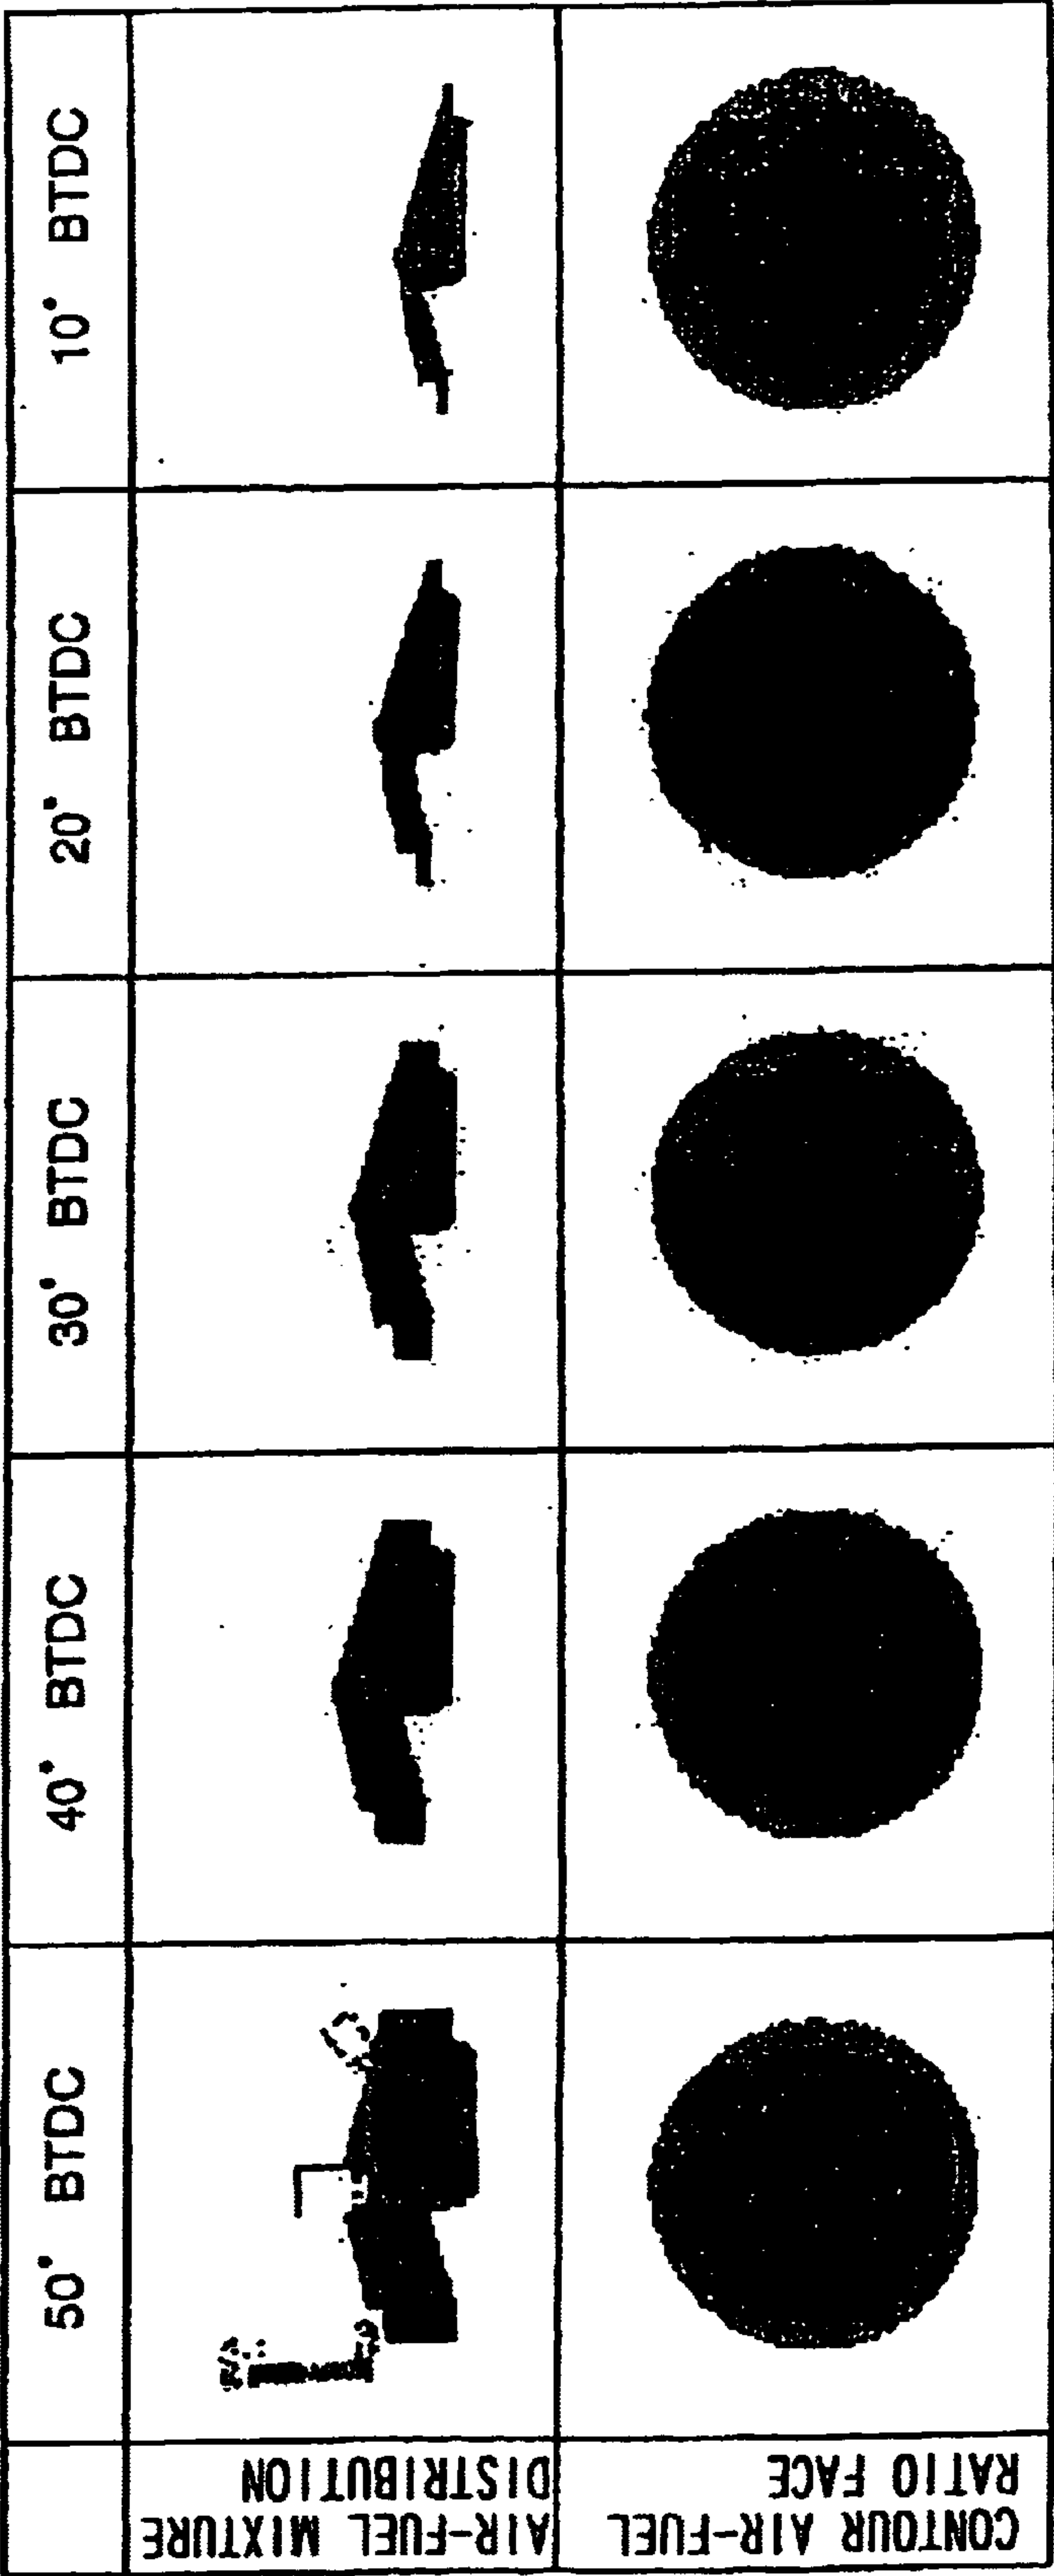 50° BTDC
40° BTDC
30° BTDC
20° BTDC
10° BTDC
AIR-FUEL MIXTURE
DISTRIBUTION
CONTOUR AIR-FUEL
RATIO FACE